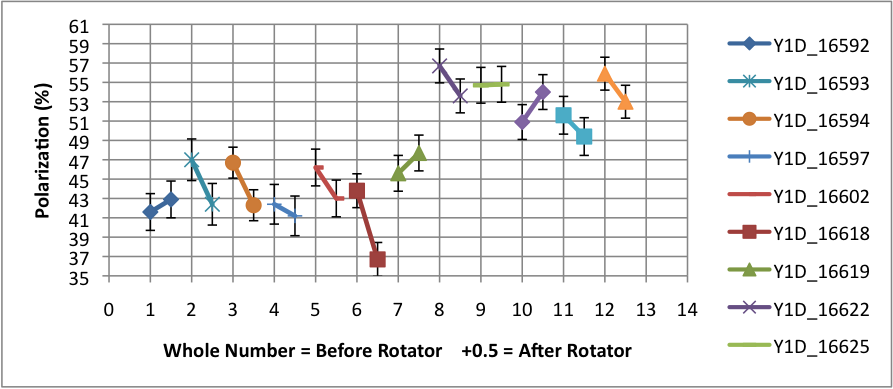 61
59
57
55
53
51
49
47
45
43
41
39
37
35
Polarization (%)
0 1 2 3 4 5 6 7 8 9 10 11 12 13 14
Whole Number = Before Rotator +0.5 = After Rotator
Y1D_16592
Y1D_16593
Y1D_16594
Y1D_16597
Y1D_16602
Y1D_16618
Y1D_16619
Y1D_16622
Y1D_16625